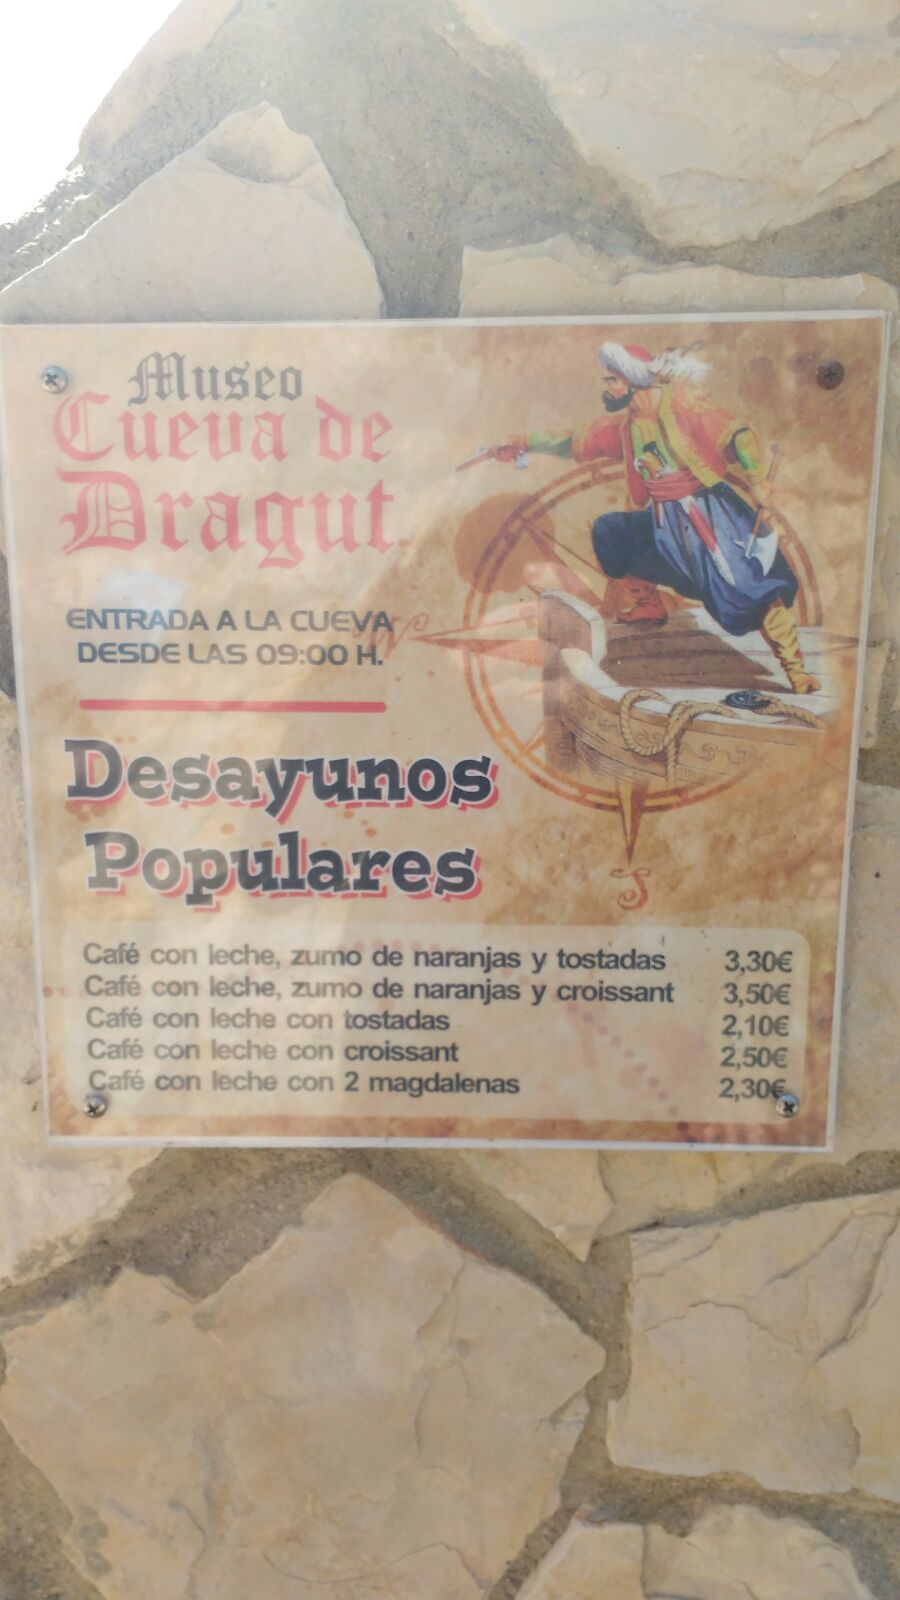 Museo
Cueva de
Dragut
ENTRADA A LA CUEVA
DESDE LAS 09:00 H.
Desayunos
Populares
Café con leche, zumo de naranjas y tostadas 3,30€
Café con leche, zumo de naranjas y croissant 3,50€
Café con leche con tostadas 2,10€
Café con leche con croissant 2,50€
Café con leche con 2 magdalenas 2,30€